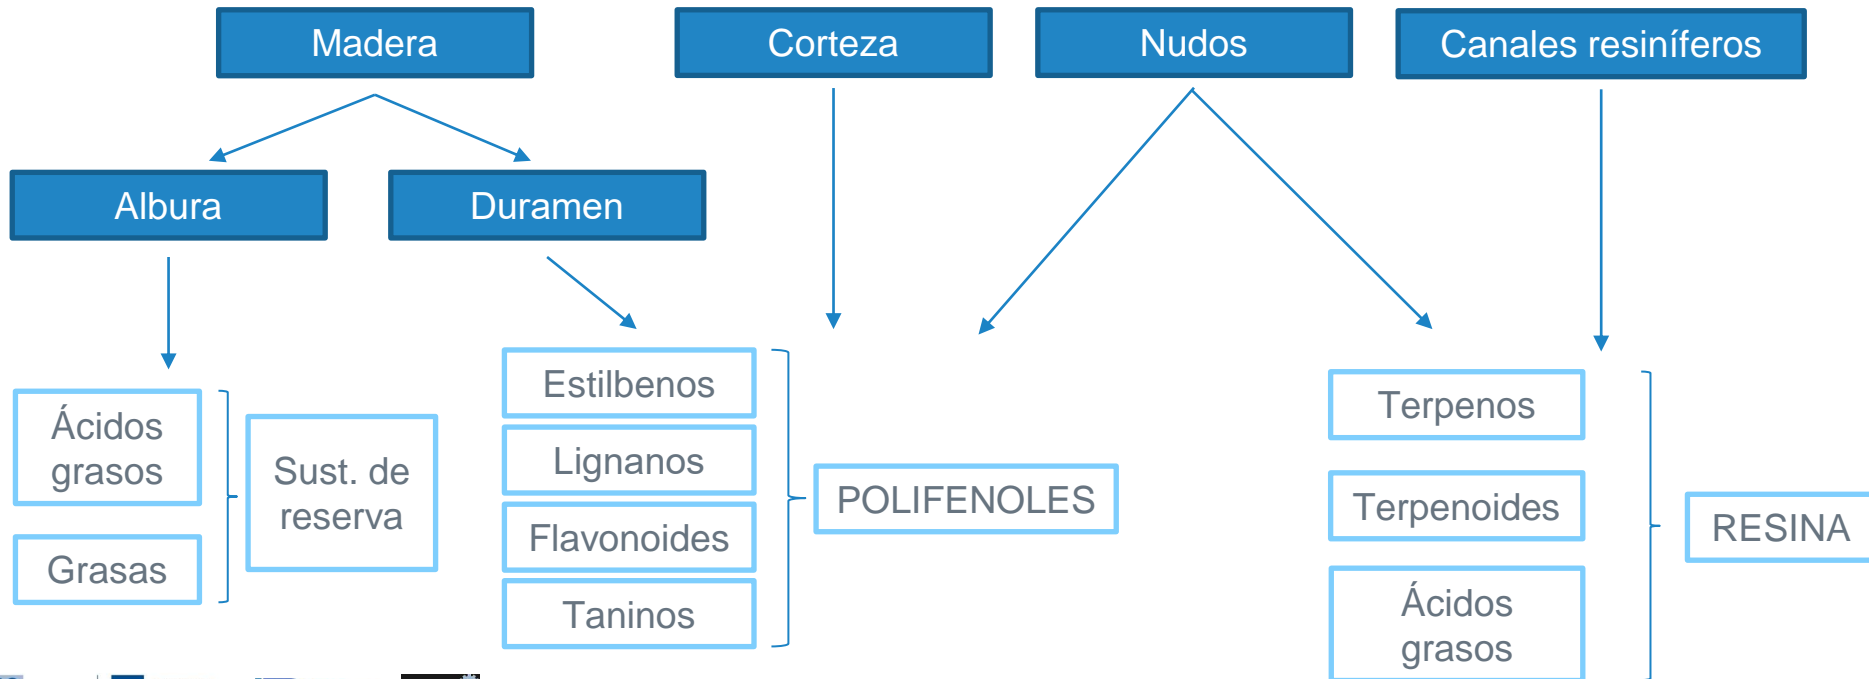 Madera
Corteza
Nudos
Canales resiníferos
Albura
Duramen
Ácidos
grasos
Grasas
Sust. de
reserva
Estilbenos
Lignanos
Flavonoides
Taninos
POLIFENOLES
Terpenos
Terpenoides
Ácidos
grasos
RESINA